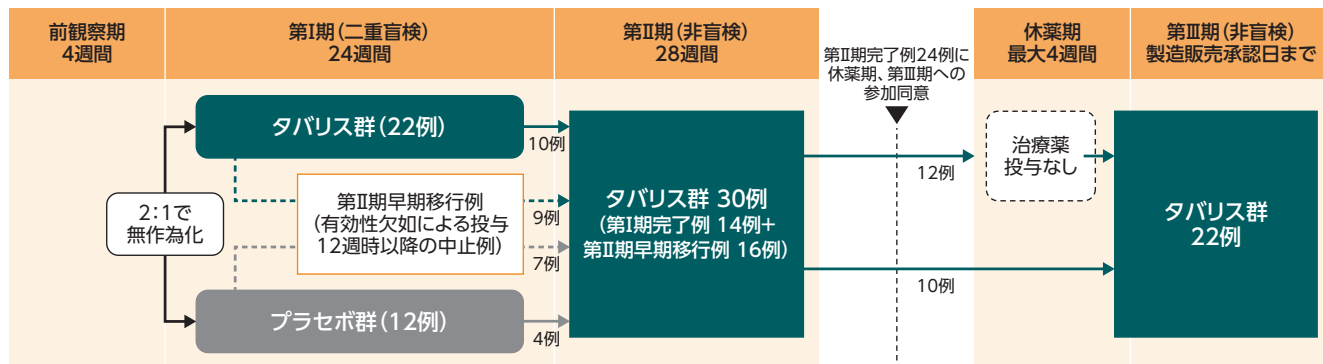 前観察期
4週間
第Ⅰ期(二重盲検)
24週間
第Ⅱ期(非盲検)
28週間
第Ⅱ期完了例24例に
休薬期、第Ⅲ期への
参加同意
休薬期
最大4週間
第Ⅲ期(非盲検)
製造販売承認日まで
2:1で
無作為化
タバリス群(22例)
10例
第Ⅱ期早期移行例
(有効性欠如による投与
12週時以降の中止例)
9例
7例
プラセボ群(12例)
4例
タバリス群 30例
(第Ⅰ期完了例 14例+
第Ⅱ期早期移行例 16例)
12例
10例
治療薬
投与なし
タバリス群
22例